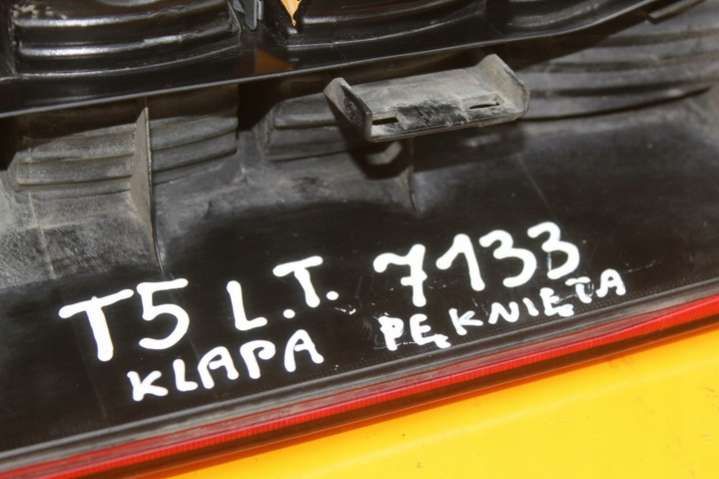 T5 L.T. 7133
KLAPA PĘKNIĘTA